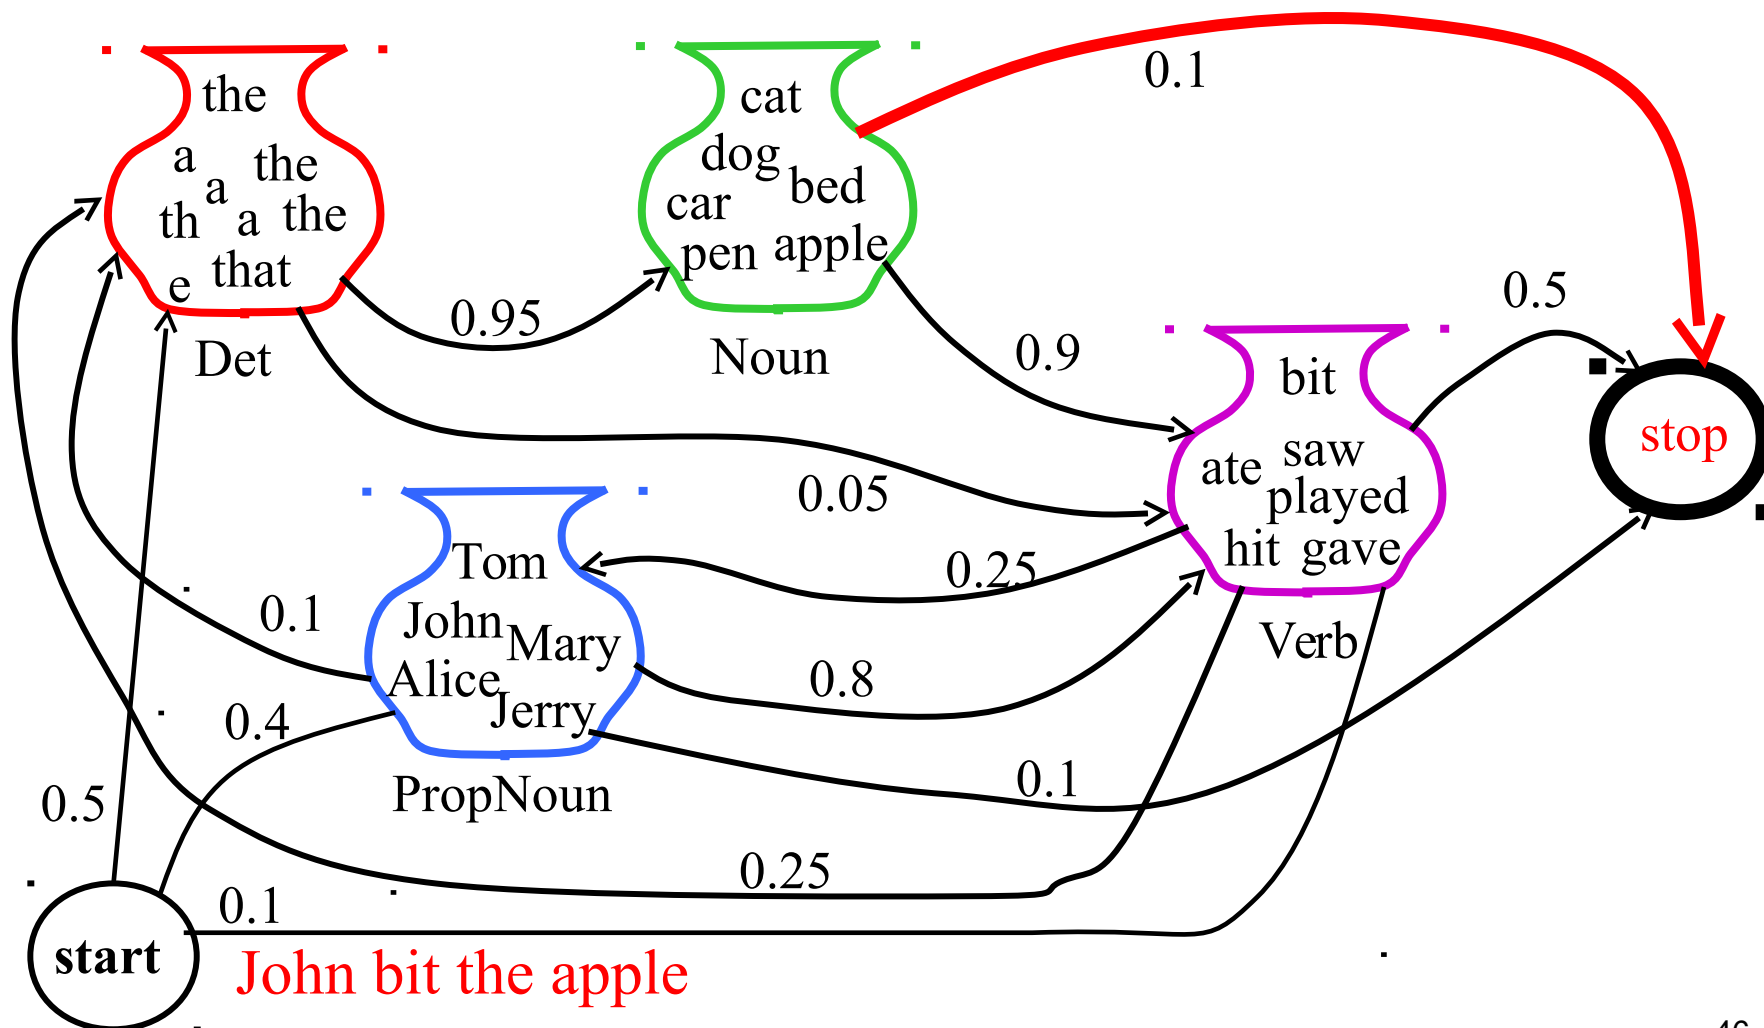 0.1
the
cat
a
the
dog
a
bed
th
a
the
car
that
pen
apple
e
0.95
0.5
Det
Noun
0.9
bit
stop
saw
ate
played
0.05
hit
gave
Tom
0.25
John
Mary
0.1
Verb
Alice
0.8
Jerry
0.4
PropNoun
0.1
0.5
0.25
0.1
start
John bit the apple